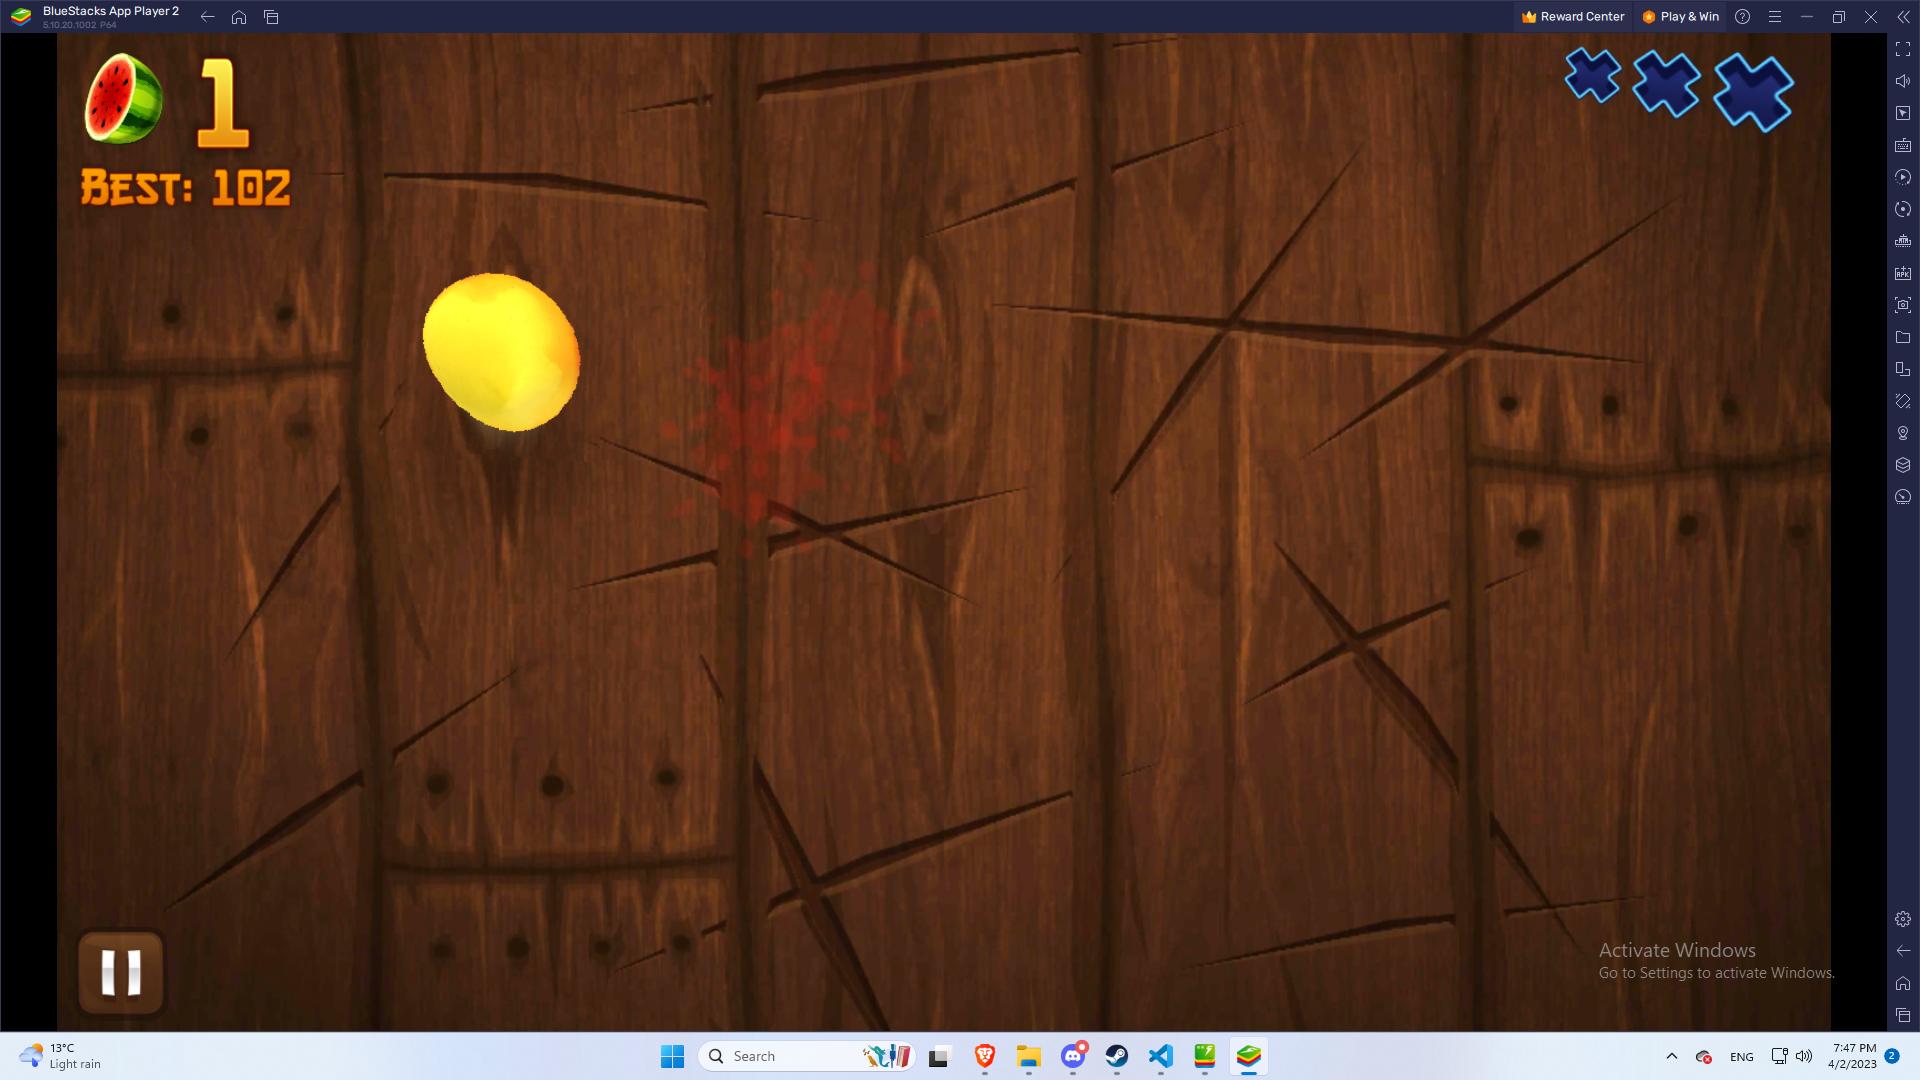 BlueStacks App Player 2
5.10.20.1002 P64
Reward Center
Play & Win
1
BEST: 102
Activate Windows
Go to Settings to activate Windows.
13°C
Light rain
Search
ENG
7:47 PM
4/2/2023
2